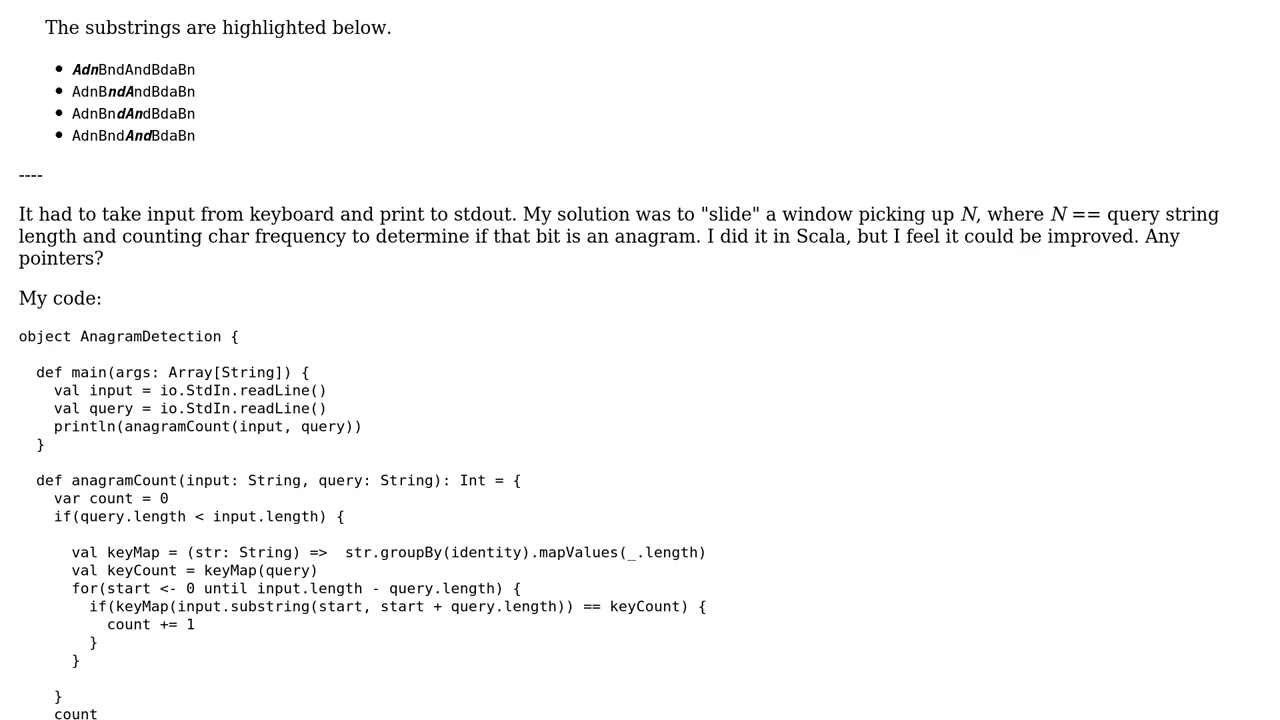 The substrings are highlighted below.
• AdnBndAndBdaBn
• AdnBndAndBdaBn
• AdnBndAndBdaBn
• AdnBndAndBdaBn
----
It had to take input from keyboard and print to stdout. My solution was to "slide" a window picking up N, where N == query string
length and counting char frequency to determine if that bit is an anagram. I did it in Scala, but I feel it could be improved. Any
pointers?
My code:
object AnagramDetection {
  def main(args: Array[String]) {
    val input = io.StdIn.readLine()
    val query = io.StdIn.readLine()
    println(anagramCount(input, query))
  }
  def anagramCount(input: String, query: String): Int = {
    var count = 0
    if(query.length < input.length) {
      val keyMap = (str: String) =>  str.groupBy(identity).mapValues(_.length)
      val keyCount = keyMap(query)
      for(start <- 0 until input.length - query.length) {
        if(keyMap(input.substring(start, start + query.length)) == keyCount) {
          count += 1
        }
      }
    }
    count